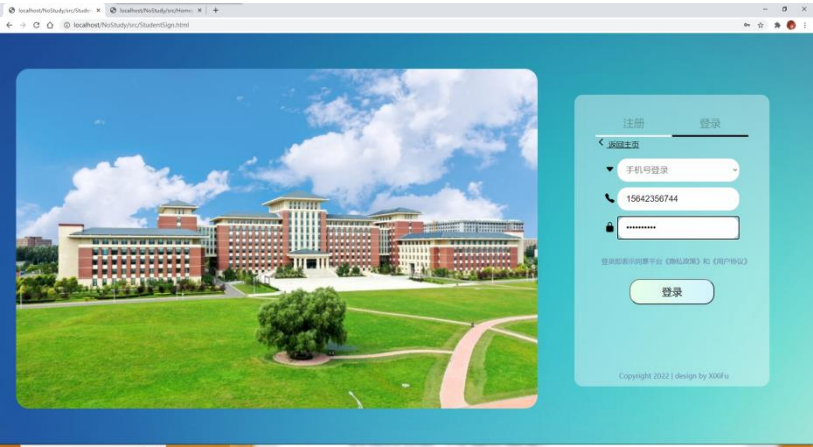 localhost/NoStudy/src/Studen
localhost/NoStudy/src/Home
localhost/NoStudy/src/StudentSign.html
注册
登录
返回主页
手机号登录
15642356744
登录即表示同意平台《隐私政策》和《用户协议》
登录
Copyright 2022 | design by XiXiFu